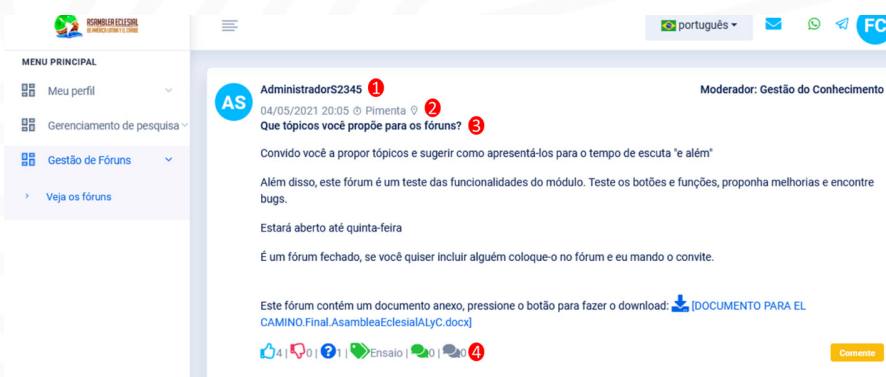 ASAMBLEA ECLESIAL
DE AMÉRICA LATINA Y EL CARIBE
português
FC
MENU PRINCIPAL
Meu perfil
Gerenciamento de pesquisa
Gestão de Fóruns
Veja os fóruns
AS
AdministradorS2345 1
Moderador: Gestão do Conhecimento
04/05/2021 20:05 Pimenta 2
Que tópicos você propõe para os fóruns? 3
Convido você a propor tópicos e sugerir como apresentá-los para o tempo de escuta "e além"
Além disso, este fórum é um teste das funcionalidades do módulo. Teste os botões e funções, proponha melhorias e encontre
bugs.
Estará aberto até quinta-feira
É um fórum fechado, se você quiser incluir alguém coloque-o no fórum e eu mando o convite.
Este fórum contém um documento anexo, pressione o botão para fazer o download: [DOCUMENTO PARA EL
CAMINO.Final.AsambleaEclesialALyC.docx]
4 | 0 | 1 | Ensaio | 0 | 0 4
Comente